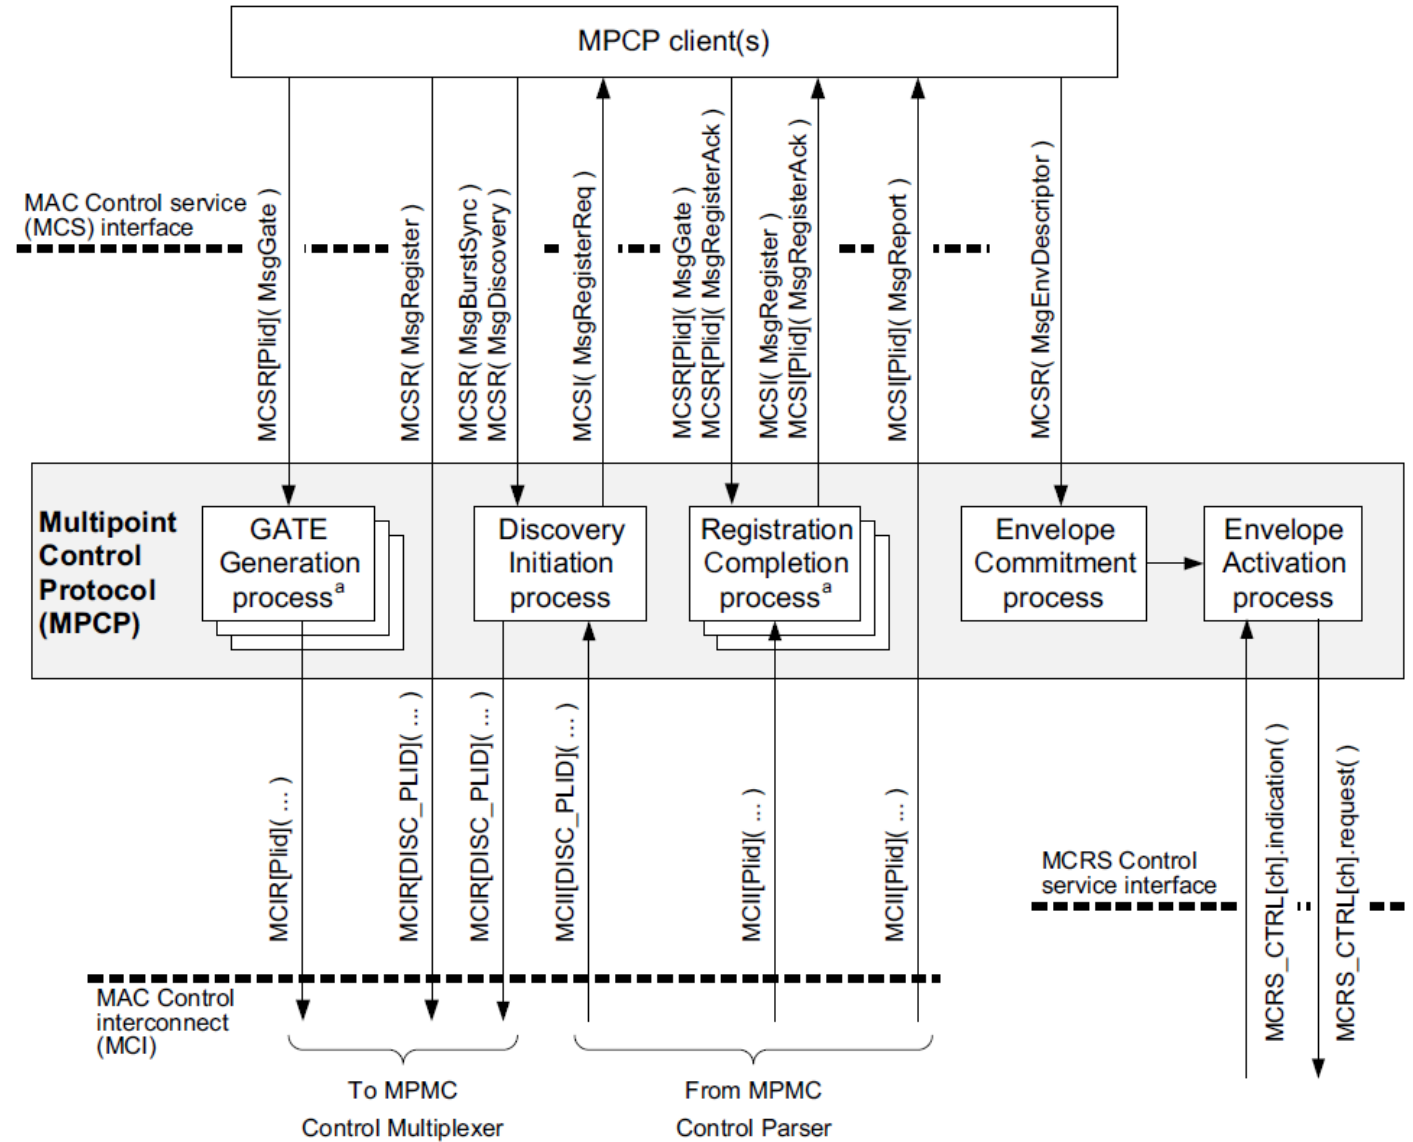 MPCP client(s)
MAC Control service
(MCS) interface
MCSR[Plid]( MsgGate )
MCSR( MsgRegister )
MCSR( MsgBurstSync )
MCSR( MsgDiscovery )
MCSI( MsgRegisterReq )
MCSR[Plid]( MsgGate )
MCSR[Plid]( MsgRegisterAck )
MCSI( MsgRegister )
MCSI[Plid]( MsgRegisterAck )
MCSI[Plid]( MsgReport )
MCSR( MsgEnvDescriptor )
Multipoint
Control
Protocol
(MPCP)
GATE
Generation
processª
Discovery
Initiation
process
Registration
Completion
processª
Envelope
Commitment
process
Envelope
Activation
process
MCIR[Plid]( ... )
MCIR[DISC_PLID]( ... )
MCIR[DISC_PLID]( ... )
MCII[DISC_PLID]( ... )
MCII[Plid]( ... )
MCII[Plid]( ... )
MCRS_CTRL[ch].indication( )
MCRS_CTRL[ch].request( )
MCRS Control
service interface
MAC Control
interconnect
(MCI)
To MPMC
Control Multiplexer
From MPMC
Control Parser